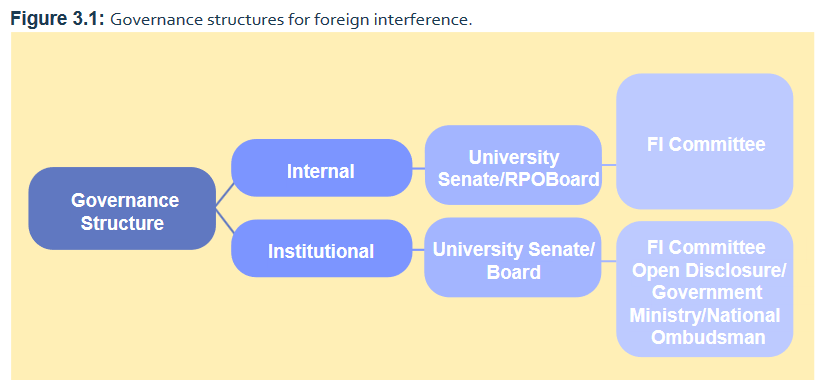 Figure 3.1: Governance structures for foreign interference.
Governance
Structure
Internal
University
Senate/RPOBoard
FI Committee
Institutional
University Senate/
Board
FI Committee
Open Disclosure/
Government
Ministry/National
Ombudsman